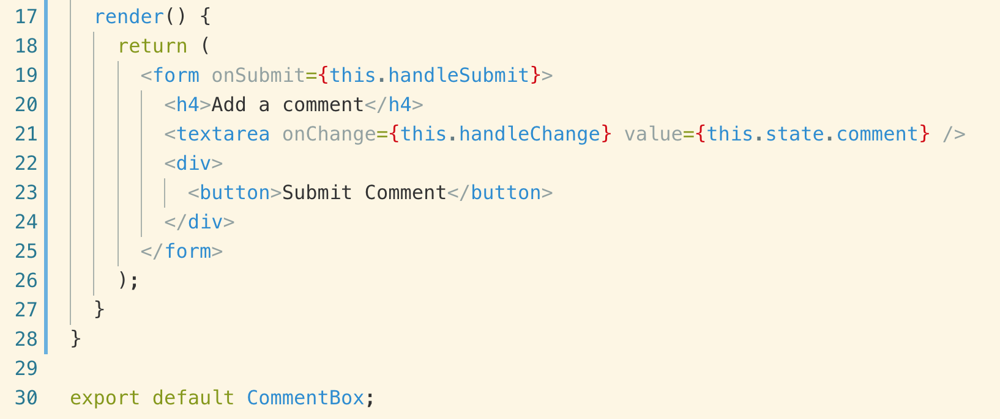 17 render() {
18 return (
19 <form onSubmit={this.handleSubmit}>
20 <h4>Add a comment</h4>
21 <textarea onChange={this.handleChange} value={this.state.comment} />
22 <div>
23 <button>Submit Comment</button>
24 </div>
25 </form>
26 );
27 }
28 }
29
30 export default CommentBox;